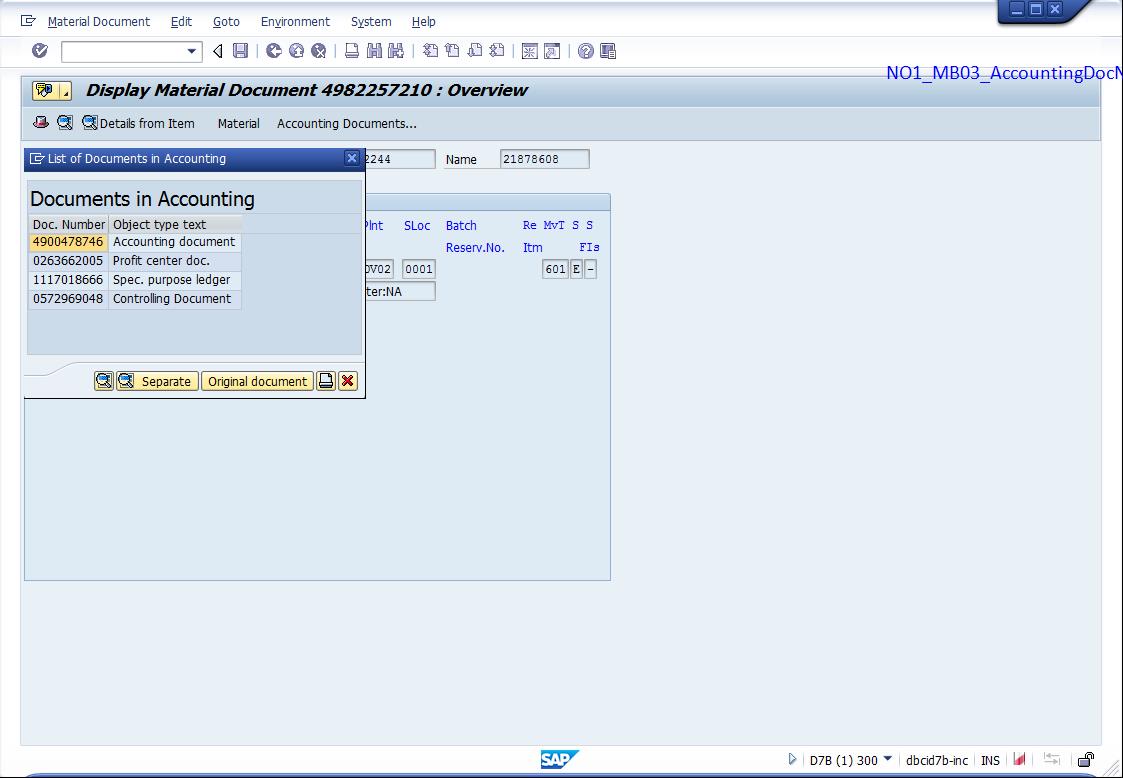 Material Document Edit Goto Environment System Help
NO1_MB03_AccountingDocN
Display Material Document 4982257210 : Overview
Details from Item Material Accounting Documents...
List of Documents in Accounting
2244 Name 21878608
Documents in Accounting
Doc. Number Object type text
4900478746 Accounting document
0263662005 Profit center doc.
1117018666 Spec. purpose ledger
0572969048 Controlling Document
Plnt SLoc Batch Re MvT S S
Reserv.No. Itm FIs
DV02 0001 601 E -
ter:NA
Separate Original document
SAP D7B (1) 300 dbcid7b-inc INS